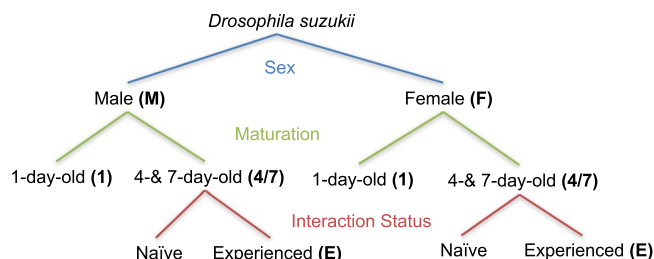 Drosophila suzukii
Sex
Male (M) Female (F)
Maturation
1-day-old (1) 4-& 7-day-old (4/7) 1-day-old (1) 4-& 7-day-old (4/7)
Interaction Status
Naïve Experienced (E) Naïve Experienced (E)